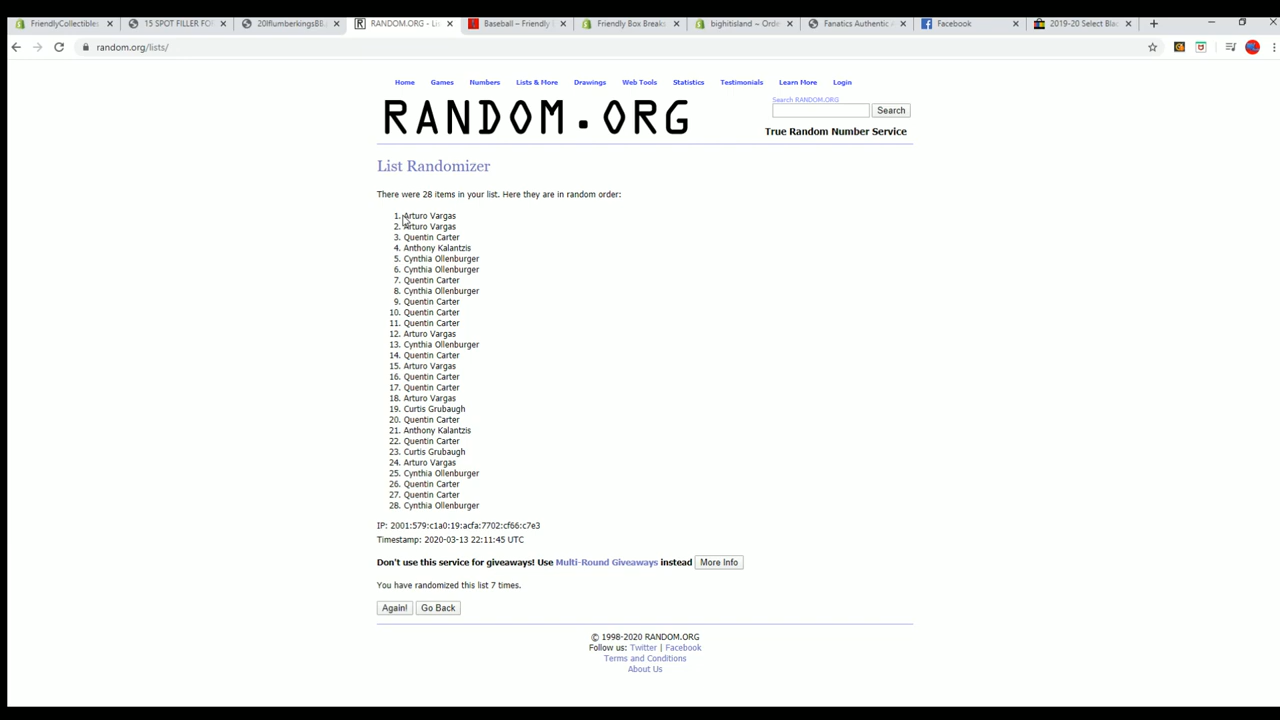 FriendlyCollectibles
15 SPOT FILLER FO
20lflumberkingsBB
RANDOM.ORG - Li
Baseball – Friendly
Friendly Box Breaks
bighitisland ~ Orde
Fanatics Authentic
Facebook
2019-20 Select Bla
random.org/lists/
Home Games Numbers Lists & More Drawings Web Tools Statistics Testimonials Learn More Login
Search RANDOM.ORG
RANDOM.ORG
Search
True Random Number Service
List Randomizer
There were 28 items in your list. Here they are in random order:
1. Arturo Vargas
2. Arturo Vargas
3. Quentin Carter
4. Anthony Kalantzis
5. Cynthia Ollenburger
6. Cynthia Ollenburger
7. Quentin Carter
8. Cynthia Ollenburger
9. Quentin Carter
10. Quentin Carter
11. Quentin Carter
12. Arturo Vargas
13. Cynthia Ollenburger
14. Quentin Carter
15. Arturo Vargas
16. Quentin Carter
17. Quentin Carter
18. Arturo Vargas
19. Curtis Grubaugh
20. Quentin Carter
21. Anthony Kalantzis
22. Quentin Carter
23. Curtis Grubaugh
24. Arturo Vargas
25. Cynthia Ollenburger
26. Quentin Carter
27. Quentin Carter
28. Cynthia Ollenburger
IP: 2001:579:c1a0:19:acfa:7702:cf66:c7e3
Timestamp: 2020-03-13 22:11:45 UTC
Don't use this service for giveaways! Use Multi-Round Giveaways instead More Info
You have randomized this list 7 times.
Again! Go Back
© 1998-2020 RANDOM.ORG
Follow us: Twitter | Facebook
Terms and Conditions
About Us